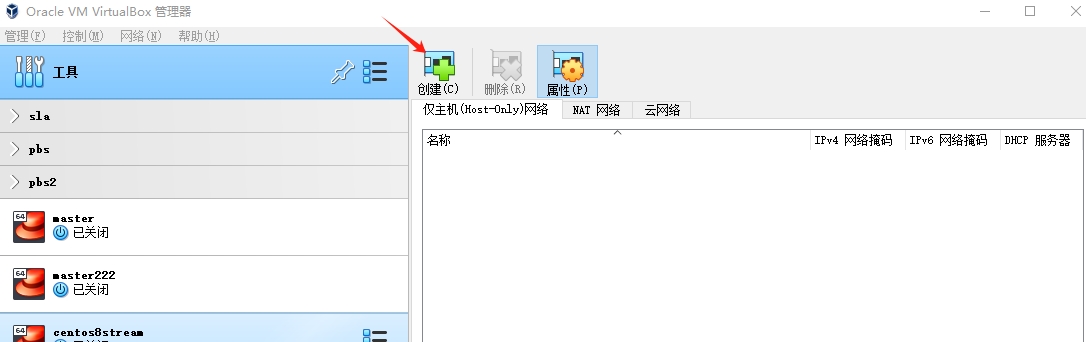 Oracle VM VirtualBox 管理器
管理(F) 控制(M) 网络(N) 帮助(H)
工具
创建(C) 删除(R) 属性(P)
仅主机(Host-Only)网络 NAT 网络 云网络
名称 IPv4 网络掩码 IPv6 网络掩码 DHCP 服务器
sla
pbs
pbs2
64
master
已关闭
64
master222
已关闭
64
centos8stream
已关闭